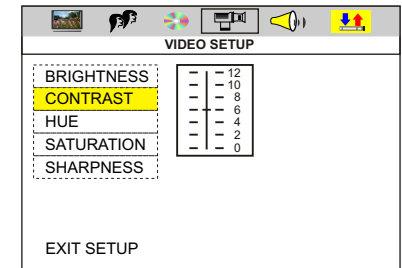 VIDEO SETUP
BRIGHTNESS
CONTRAST
HUE
SATURATION
SHARPNESS
12
10
8
6
4
2
0
EXIT SETUP